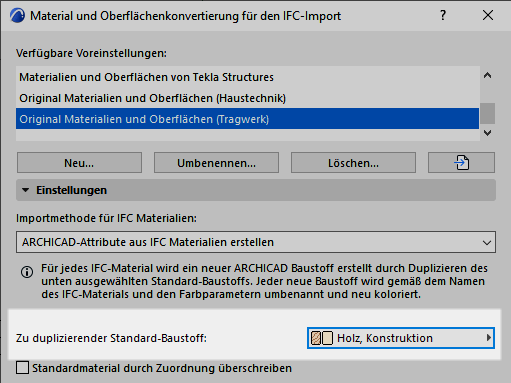 Material und Oberflächenkonvertierung für den IFC-Import
Verfügbare Voreinstellungen:
Materialien und Oberflächen von Tekla Structures
Original Materialien und Oberflächen (Haustechnik)
Original Materialien und Oberflächen (Tragwerk)
Neu... Umbenennen... Löschen...
Einstellungen
Importmethode für IFC Materialien:
ARCHICAD-Attribute aus IFC Materialien erstellen
Für jedes IFC-Material wird ein neuer ARCHICAD Baustoff erstellt durch Duplizieren des
unten ausgewählten Standard-Baustoffs. Jeder neue Baustoff wird gemäß dem Namen
des IFC-Materials und den Farbparametern umbenannt und neu koloriert.
Zu duplizierender Standard-Baustoff: Holz, Konstruktion
Standardmaterial durch Zuordnung überschreiben